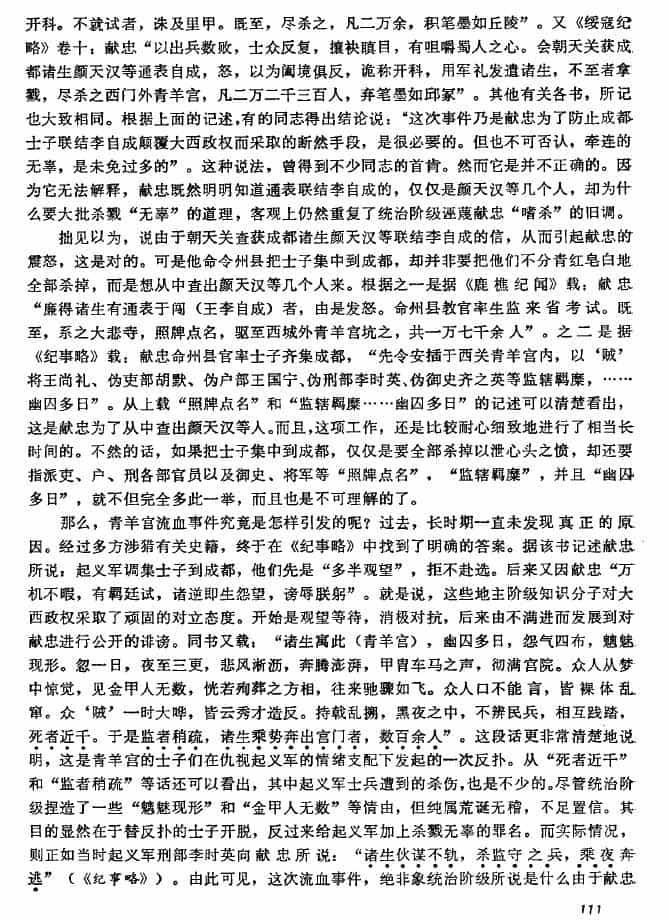 开科。不就试者，诛及里甲。既至，尽杀之，凡二万余，积笔墨如丘陵”。又《绥寇纪
略》卷十：献忠“以出兵数败，士众反复，攘袂瞋目，有咀嚼蜀人之心。会朝天关获成
都诸生颜天汉等通表自成，怒，以为阖境俱反，诡称开科，用军礼发遣诸生，不至者拿
戮，尽杀之西门外青羊宫，凡二万二千三百人，弃笔墨如邱冢”。其他有关各书，所记
也大致相同。根据上面的记述，有的同志得出结论说：“这次事件乃是献忠为了防止成都
士子联结李自成颠覆大西政权而采取的断然手段，是很必要的。但也不可否认，牵连的
无辜，是未免过多的”。这种说法，曾得到不少同志的首肯。然而它是并不正确的。因
为它无法解释，献忠既然明明知道通表联结李自成的，仅仅是颜天汉等几个人，却为什
么要大批杀戮“无辜”的道理，客观上仍然重复了统治阶级诬蔑献忠“嗜杀”的旧调。
拙见以为，说由于朝天关查获成都诸生颜天汉等联结李自成的信，从而引起献忠的
震怒，这是对的。可是他命令州县把士子集中到成都，却并非要把他们不分青红皂白地
全部杀掉，而是想从中查出颜天汉等几个人来。根据之一是据《鹿樵纪闻》载：献忠
“廉得诸生有通表于闯（王李自成）者，由是发怒。命州县教官率生监来省考试。既
至，系之大悲寺，照牌点名，驱至西城外青羊宫坑之，共一万七千余人”。之二是据
《纪事略》载：献忠命州县官率士子齐集成都，“先令安插于西关青羊宫内，以‘贼’
将王尚礼、伪吏部胡默、伪户部王国宁、伪刑部李时英、伪御史齐之英等监辖羁縻，……
幽囚多日”。从上载“照牌点名”和“监辖羁縻……幽囚多日”的记述可以清楚看出，
这是献忠为了从中查出颜天汉等人。而且，这项工作，还是比较耐心细致地进行了相当长
时间的。不然的话，如果把士子集中到成都，仅仅是要全部杀掉以泄心头之愤，却还要
指派吏、户、刑各部官员以及御史、将军等“照牌点名”，“监辖羁縻”，并且“幽囚
多日”，就不但完全多此一举，而且也是不可理解的了。
那么，青羊宫流血事件究竟是怎样引发的呢？过去，长时期一直未发现真正的原
因。经过多方涉猎有关史籍，终于在《纪事略》中找到了明确的答案。据该书记述献忠
所说：起义军调集士子到成都，他们先是“多半观望”，拒不赴选。后来又因献忠“万
机不暇，有羁廷试，诸逆即生怨望，谤辱朕躬”。就是说，这些地主阶级知识分子对大
西政权采取了顽固的对立态度。开始是观望等待，消极对抗，后来由不满进而发展到对
献忠进行公开的诽谤。同书又载：“诸生寓此（青羊宫），幽囚多日，怨气四布，魑魅
现形。忽一日，夜至三更，悲风淅沥，奔腾澎湃，甲胄车马之声，彻满宫院。众人从梦
中惊觉，见金甲人无数，恍若殉葬之方相，往来驰骤如飞。众人口不能言，皆裸体乱
窜。众‘贼’一时大哗，皆云秀才造反。持戟乱搠，黑夜之中，不辨民兵，相互践踏，
死者近千。于是监者稍疏，诸生乘势奔出宫门者，数百余人”。这段话更非常清楚地说
明，这是青羊宫的士子们在仇视起义军的情绪支配下发起的一次反扑。从“死者近千”
和“监者稍疏”等话还可以看出，其中起义军士兵遭到的杀伤，也是不少的。尽管统治阶
级捏造了一些“魑魅现形”和“金甲人无数”等情由，但纯属荒诞无稽，不足置信。其
目的显然在于替反扑的士子开脱，反过来给起义军加上杀戮无辜的罪名。而实际情况，
则正如当时起义军刑部李时英向献忠所说：“诸生伙谋不轨，杀监守之兵，乘夜奔
逃”（《纪事略》）。由此可见，这次流血事件，绝非象统治阶级所说是什么由于献忠
111